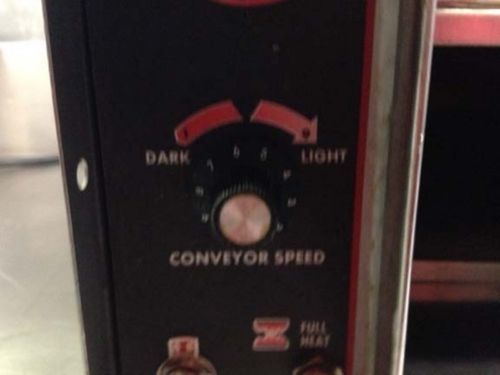 DARK
LIGHT
CONVEYOR SPEED
FULL
HEAT